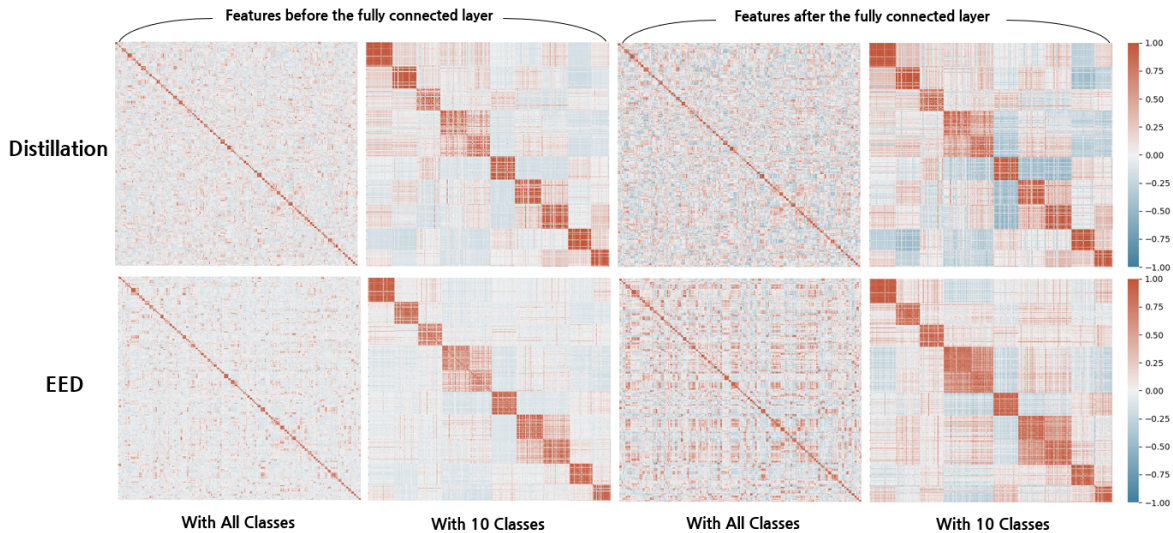 Features before the fully connected layer
Features after the fully connected layer
Distillation
1.00
0.75
0.50
0.25
0.00
−0.25
−0.50
−0.75
−1.00
EED
1.00
0.75
0.50
0.25
0.00
−0.25
−0.50
−0.75
−1.00
With All Classes
With 10 Classes
With All Classes
With 10 Classes